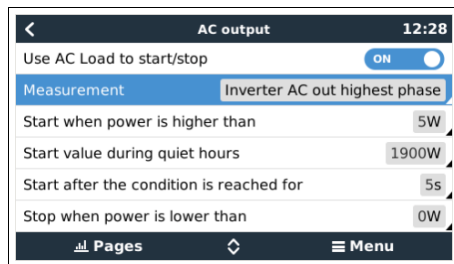 AC output 12:28
Use AC Load to start/stop ON
Measurement Inverter AC out highest phase
Start when power is higher than 5W
Start value during quiet hours 1900W
Start after the condition is reached for 5s
Stop when power is lower than 0W
Pages Menu